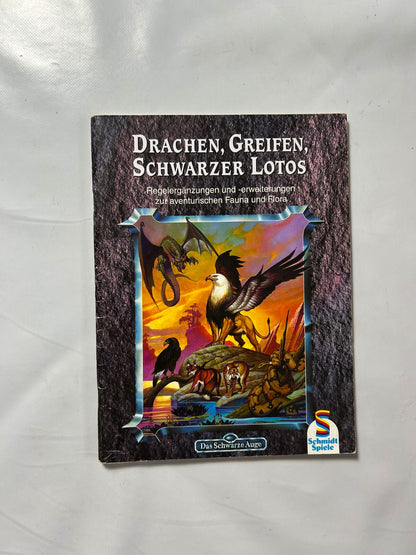 DRACHEN, GREIFEN,
SCHWARZER LOTOS
Regelergänzungen und -erweiterungen
zur aventurischen Fauna und Flora
Das Schwarze Auge
Schmidt
Spiele